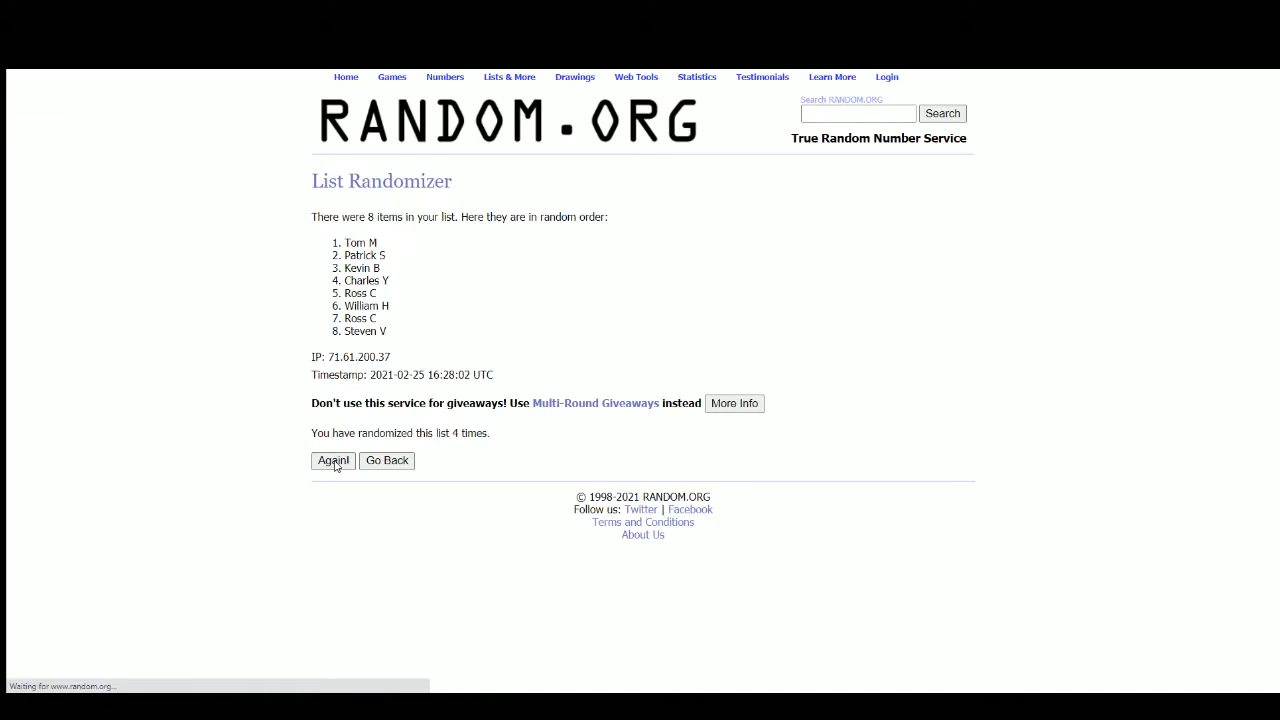 Home Games Numbers Lists & More Drawings Web Tools Statistics Testimonials Learn More Login
RANDOM.ORG
Search RANDOM.ORG
Search
True Random Number Service
List Randomizer
There were 8 items in your list. Here they are in random order:
1. Tom M
2. Patrick S
3. Kevin B
4. Charles Y
5. Ross C
6. William H
7. Ross C
8. Steven V
IP: 71.61.200.37
Timestamp: 2021-02-25 16:28:02 UTC
Don't use this service for giveaways! Use Multi-Round Giveaways instead More Info
You have randomized this list 4 times.
Again! Go Back
© 1998-2021 RANDOM.ORG
Follow us: Twitter | Facebook
Terms and Conditions
About Us
Waiting for www.random.org...